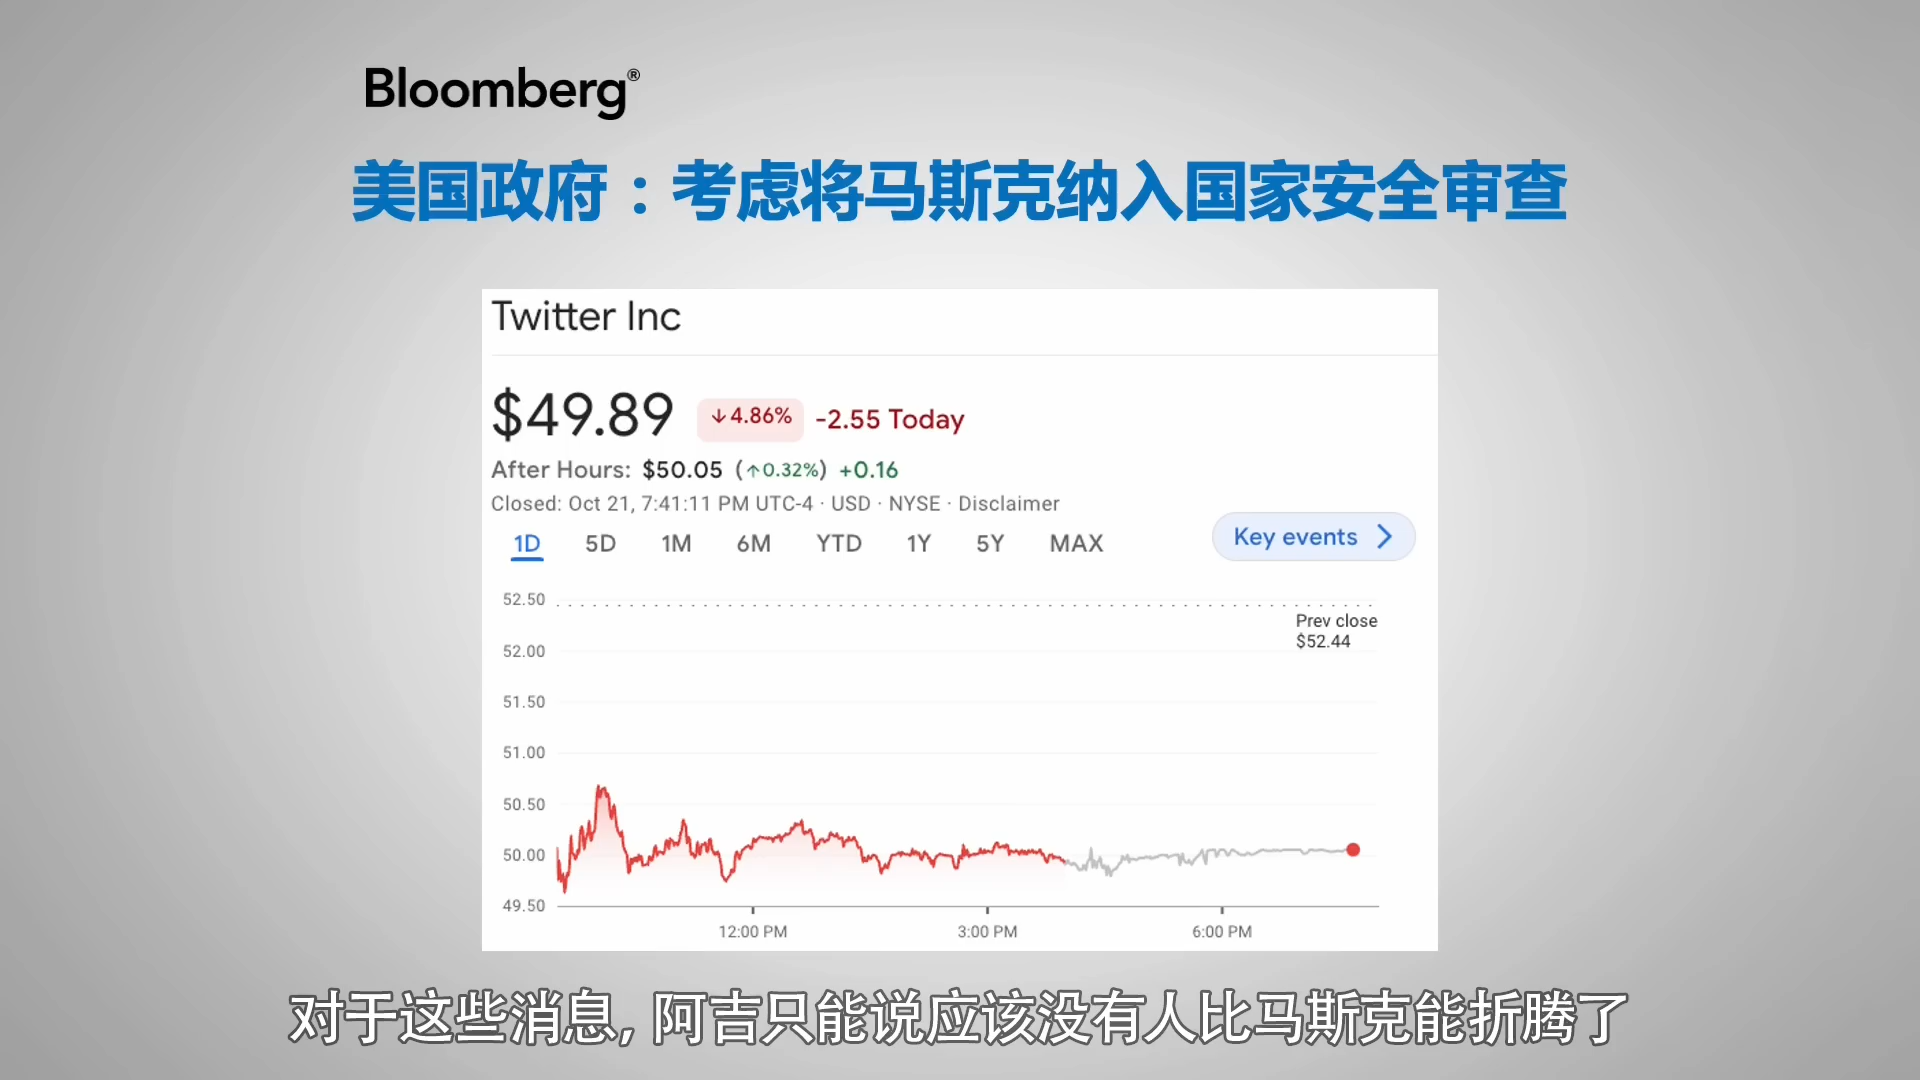 Bloomberg®
美国政府：考虑将马斯克纳入国家安全审查
Twitter Inc
$49.89 ↓4.86% -2.55 Today
After Hours: $50.05 (↑0.32%) +0.16
Closed: Oct 21, 7:41:11 PM UTC-4 · USD · NYSE · Disclaimer
1D 5D 1M 6M YTD 1Y 5Y MAX
Key events
52.50
Prev close
$52.44
52.00
51.50
51.00
50.50
50.00
49.50
12:00 PM 3:00 PM 6:00 PM
对于这些消息, 阿吉只能说应该没有人比马斯克能折腾了